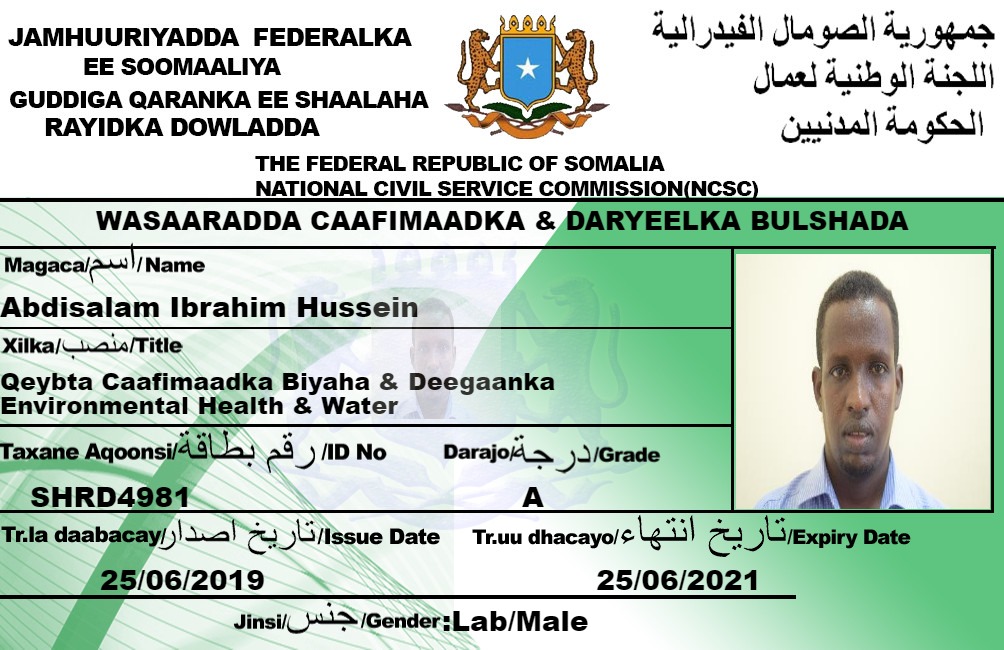 JAMHUURIYADDA FEDERALKA
EE SOOMAALIYA
GUDDIGA QARANKA EE SHAALAHA
RAYIDKA DOWLADDA
جمهورية الصومال الفيدرالية
اللجنة الوطنية لعمال
الحكومة المدنيين
THE FEDERAL REPUBLIC OF SOMALIA
NATIONAL CIVIL SERVICE COMMISSION(NCSC)
WASAARADDA CAAFIMAADKA & DARYEELKA BULSHADA
Magaca/اسم/Name
Abdisalam Ibrahim Hussein
Xilka/منصب/Title
Qeybta Caafimaadka Biyaha & Deegaanka
Environmental Health & Water
Taxane Aqoonsi/رقم بطاقة/ID No
Darajo/درجة/Grade
SHRD4981
A
Tr.la daabacay/تاريخ اصدار/Issue Date
Tr.uu dhacayo/تاريخ انتهاء/Expiry Date
25/06/2019
25/06/2021
Jinsi/جنس/Gender:Lab/Male